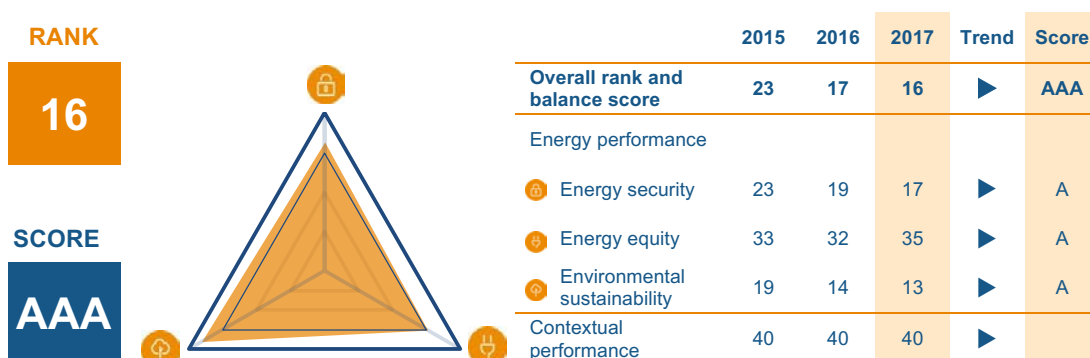 RANK
16
SCORE
AAA
2015 2016 2017 Trend Score
Overall rank and
balance score 23 17 16 AAA
Energy performance
Energy security 23 19 17 A
Energy equity 33 32 35 A
Environmental
sustainability 19 14 13 A
Contextual
performance 40 40 40